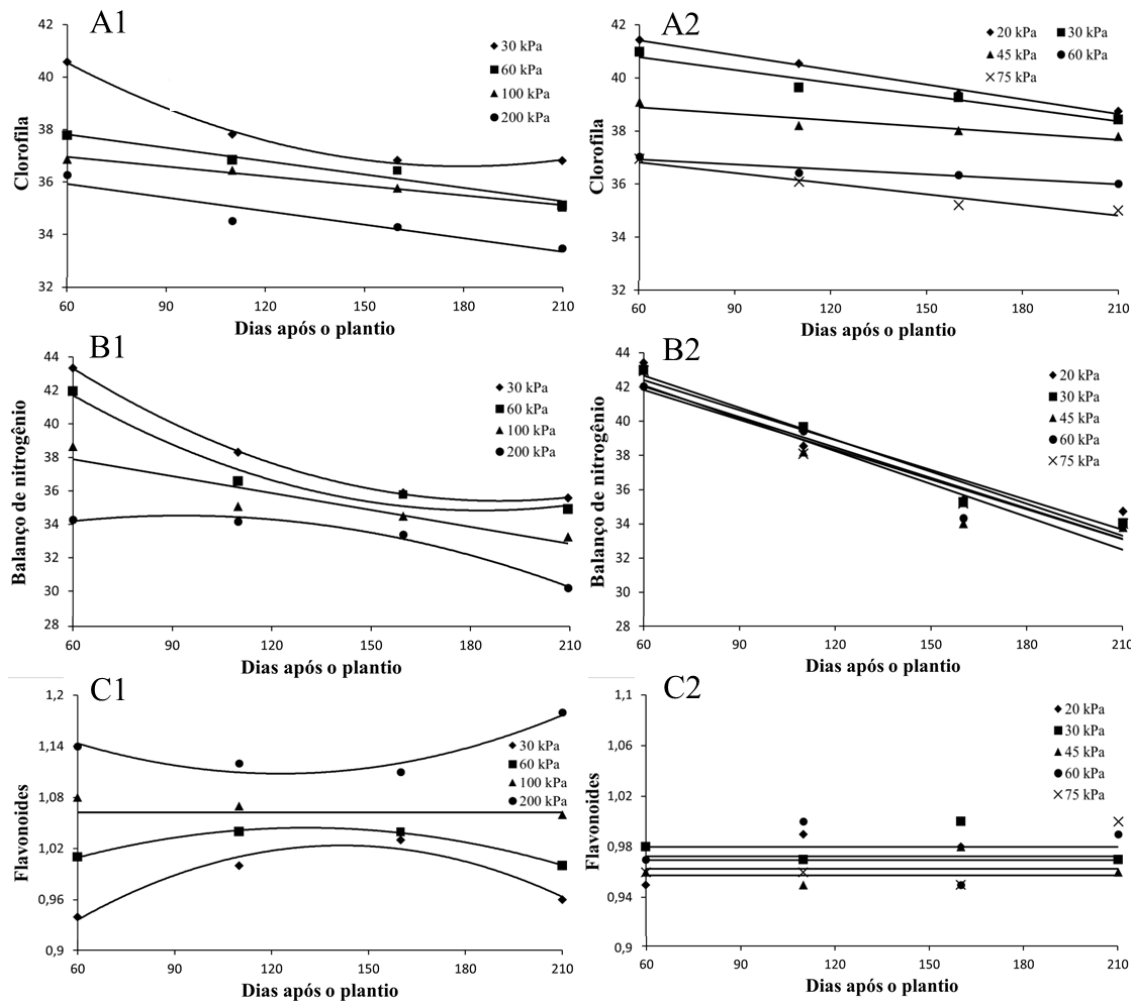 A1
42
40
38
36
34
32
Clorofila
30 kPa
60 kPa
100 kPa
200 kPa
60 90 120 150 180 210
Dias após o plantio
A2
42
40
38
36
34
32
Clorofila
20 kPa 30 kPa
45 kPa 60 kPa
75 kPa
60 90 120 150 180 210
Dias após o plantio
B1
44
42
40
38
36
34
32
30
28
Balanço de nitrogênio
30 kPa
60 kPa
100 kPa
200 kPa
60 90 120 150 180 210
Dias após o plantio
B2
44
42
40
38
36
34
32
30
28
Balanço de nitrogênio
20 kPa
30 kPa
45 kPa
60 kPa
75 kPa
60 90 120 150 180 210
Dias após o plantio
C1
1,2
1,14
1,08
1,02
0,96
0,9
Flavonoides
30 kPa
60 kPa
100 kPa
200 kPa
60 90 120 150 180 210
Dias após o plantio
C2
1,1
1,06
1,02
0,98
0,94
0,9
Flavonoides
20 kPa
30 kPa
45 kPa
60 kPa
75 kPa
60 90 120 150 180 210
Dias após o plantio